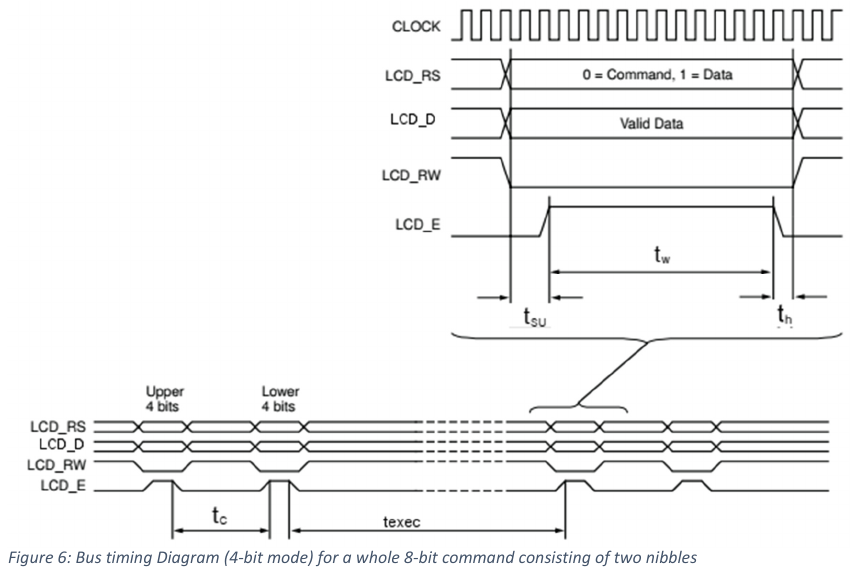 CLOCK
LCD_RS
0 = Command, 1 = Data
LCD_D
Valid Data
LCD_RW
LCD_E
tw
tSU
th
Upper
4 bits
Lower
4 bits
LCD_RS
LCD_D
LCD_RW
LCD_E
tc
texec
Figure 6: Bus timing Diagram (4-bit mode) for a whole 8-bit command consisting of two nibbles